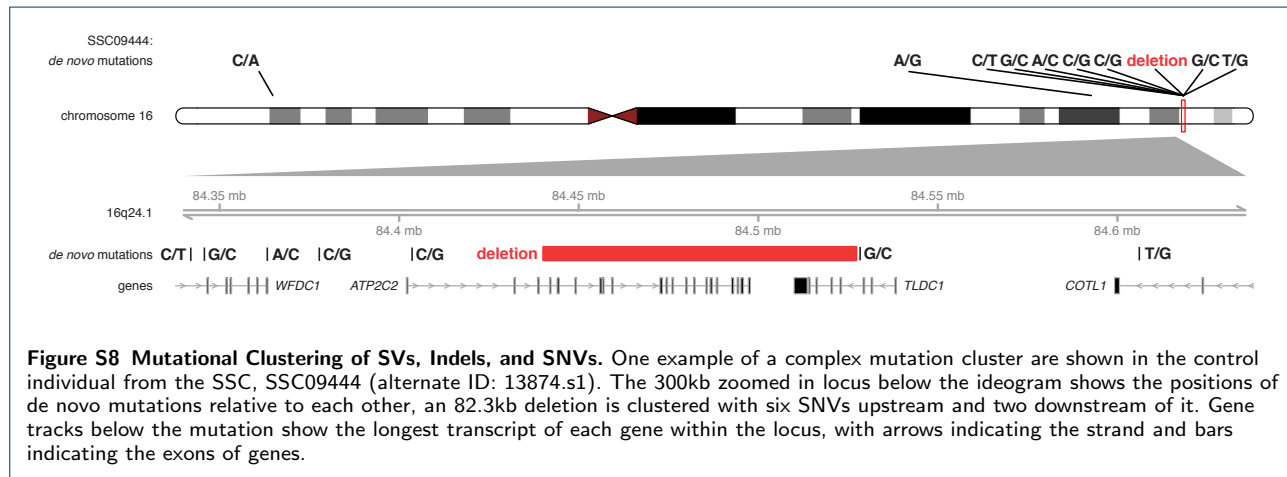 SSC09444:
de novo mutations
C/A
A/G
C/T G/C A/C C/G C/G deletion G/C T/G
chromosome 16
84.35 mb 84.45 mb 84.55 mb
16q24.1
84.4 mb 84.5 mb 84.6 mb
de novo mutations C/T G/C A/C C/G C/G deletion G/C T/G
genes WFDC1 ATP2C2 TLDC1 COTL1
Figure S8 Mutational Clustering of SVs, Indels, and SNVs. One example of a complex mutation cluster are shown in the control
individual from the SSC, SSC09444 (alternate ID: 13874.s1). The 300kb zoomed in locus below the ideogram shows the positions of
de novo mutations relative to each other, an 82.3kb deletion is clustered with six SNVs upstream and two downstream of it. Gene
tracks below the mutation show the longest transcript of each gene within the locus, with arrows indicating the strand and bars
indicating the exons of genes.